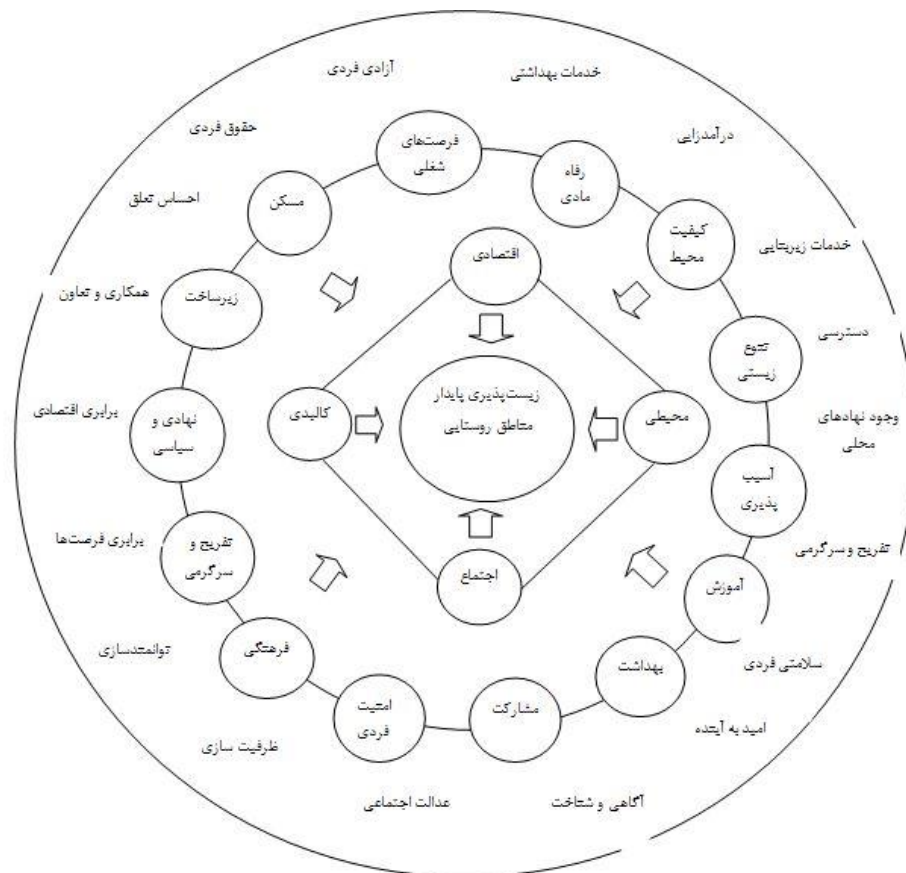 آزادی فردی
خدمات بهداشتی
حقوق فردی
درآمدزایی
فرصت‌های
شغلی
رفاه
مادی
احساس تعلق
مسکن
کیفیت
محیط
خدمات زیربنایی
اقتصادی
همکاری و تعاون
زیرساخت
دسترسی
تنوع
زیستی
برابری اقتصادی
نهادی و
سیاسی
کالبدی
زیست‌پذیری پایدار
مناطق روستایی
محیطی
وجود نهادهای
محلی
آسیب
پذیری
برابری فرصت‌ها
تفریح و
سرگرمی
اجتماع
تفریح و سرگرمی
آموزش
توانمندسازی
فرهنگی
بهداشت
سلامتی فردی
امنیت
فردی
مشارکت
امید به آینده
ظرفیت سازی
عدالت اجتماعی
آگاهی و شناخت